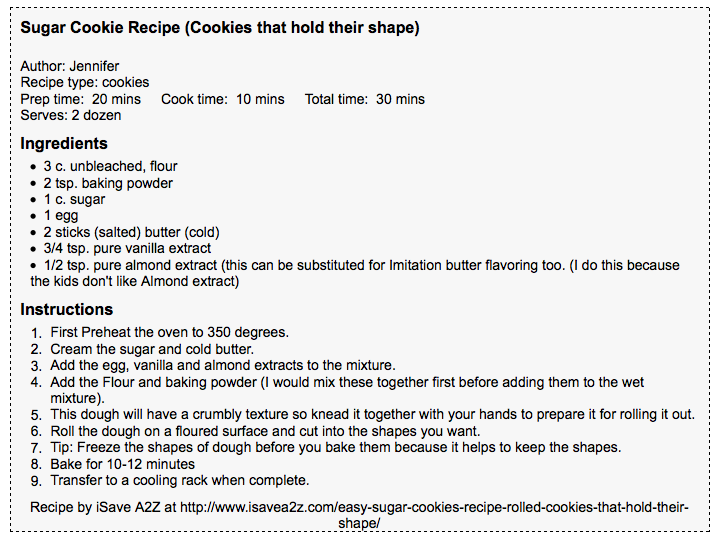 Sugar Cookie Recipe (Cookies that hold their shape)
Author: Jennifer
Recipe type: cookies
Prep time: 20 mins Cook time: 10 mins Total time: 30 mins
Serves: 2 dozen
Ingredients
• 3 c. unbleached, flour
• 2 tsp. baking powder
• 1 c. sugar
• 1 egg
• 2 sticks (salted) butter (cold)
• 3/4 tsp. pure vanilla extract
• 1/2 tsp. pure almond extract (this can be substituted for Imitation butter flavoring too. (I do this because
the kids don't like Almond extract)
Instructions
1. First Preheat the oven to 350 degrees.
2. Cream the sugar and cold butter.
3. Add the egg, vanilla and almond extracts to the mixture.
4. Add the Flour and baking powder (I would mix these together first before adding them to the wet
mixture).
5. This dough will have a crumbly texture so knead it together with your hands to prepare it for rolling it out.
6. Roll the dough on a floured surface and cut into the shapes you want.
7. Tip: Freeze the shapes of dough before you bake them because it helps to keep the shapes.
8. Bake for 10-12 minutes
9. Transfer to a cooling rack when complete.
Recipe by iSave A2Z at http://www.isavea2z.com/easy-sugar-cookies-recipe-rolled-cookies-that-hold-their-
shape/